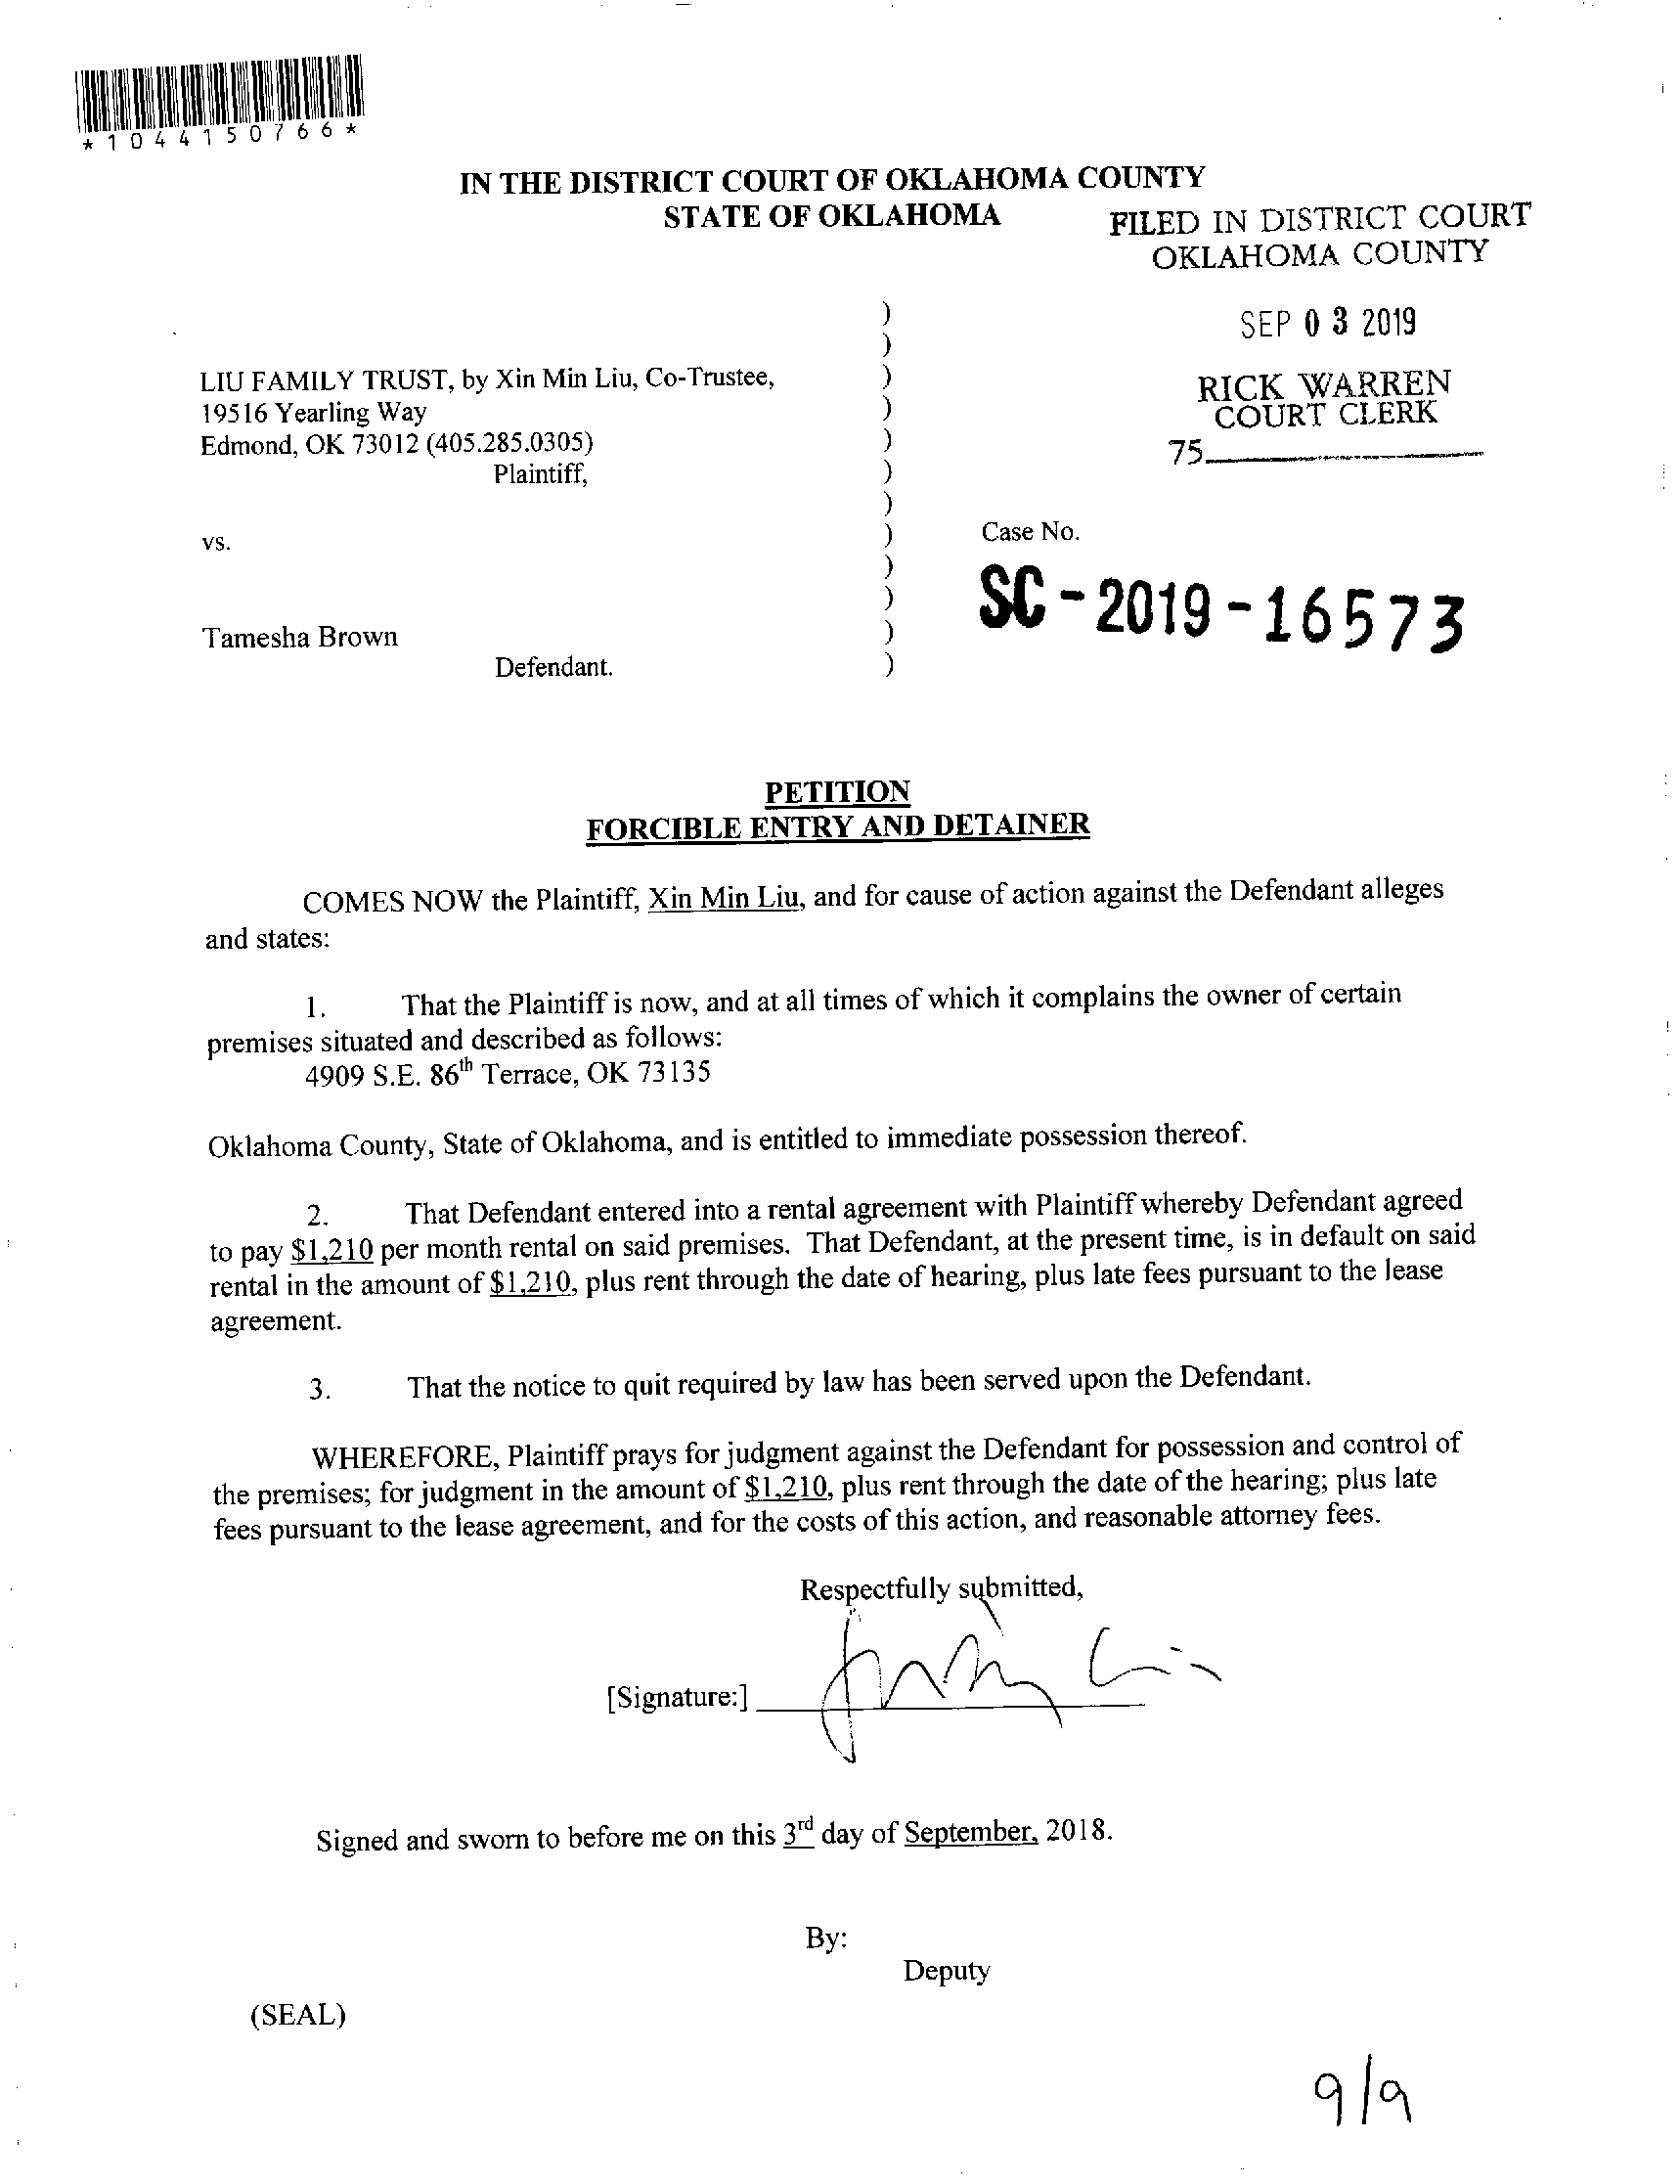 *1044150766*
IN THE DISTRICT COURT OF OKLAHOMA COUNTY
STATE OF OKLAHOMA
FILED IN DISTRICT COURT
OKLAHOMA COUNTY
SEP 03 2019
RICK WARREN
COURT CLERK
75
LIU FAMILY TRUST, by Xin Min Liu, Co-Trustee,
19516 Yearling Way
Edmond, OK 73012 (405.285.0305)
Plaintiff,
vs.
Case No.
SC-2019-16573
Tamesha Brown
Defendant.
PETITION
FORCIBLE ENTRY AND DETAINER
COMES NOW the Plaintiff, Xin Min Liu, and for cause of action against the Defendant alleges
and states:
1. That the Plaintiff is now, and at all times of which it complains the owner of certain
premises situated and described as follows:
4909 S.E. 86th Terrace, OK 73135
Oklahoma County, State of Oklahoma, and is entitled to immediate possession thereof.
2. That Defendant entered into a rental agreement with Plaintiff whereby Defendant agreed
to pay $1,210 per month rental on said premises. That Defendant, at the present time, is in default on said
rental in the amount of $1,210, plus rent through the date of hearing, plus late fees pursuant to the lease
agreement.
3. That the notice to quit required by law has been served upon the Defendant.
WHEREFORE, Plaintiff prays for judgment against the Defendant for possession and control of
the premises; for judgment in the amount of $1,210, plus rent through the date of the hearing; plus late
fees pursuant to the lease agreement, and for the costs of this action, and reasonable attorney fees.
Respectfully submitted,
[Signature:]
Signed and sworn to before me on this 3rd day of September, 2018.
By:
Deputy
(SEAL)
9/9